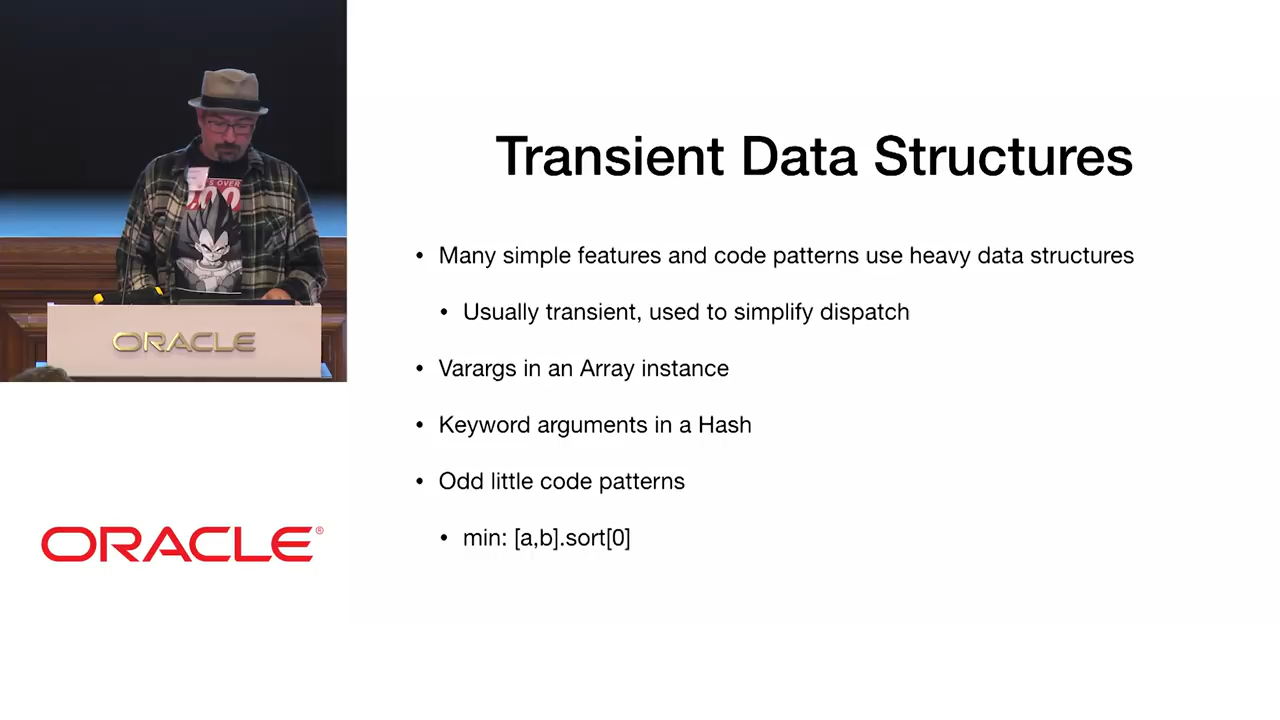 Transient Data Structures
• Many simple features and code patterns use heavy data structures
• Usually transient, used to simplify dispatch
• Varargs in an Array instance
• Keyword arguments in a Hash
• Odd little code patterns
• min: [a,b].sort[0]
S OVER
ORACLE
ORACLE®